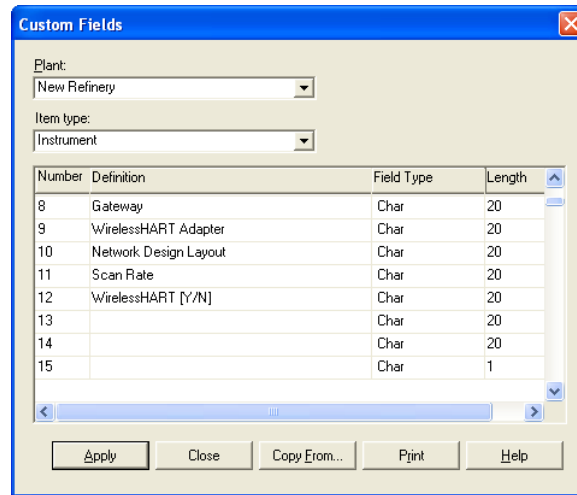 Custom Fields
Plant:
New Refinery
Item type:
Instrument
Number Definition Field Type Length
8 Gateway Char 20
9 WirelessHART Adapter Char 20
10 Network Design Layout Char 20
11 Scan Rate Char 20
12 WirelessHART [Y/N] Char 20
13 Char 20
14 Char 20
15 Char 1
Apply Close Copy From... Print Help